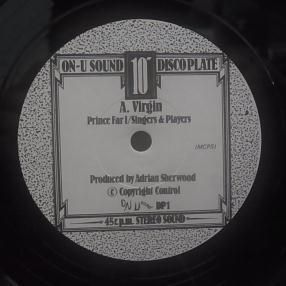 ON-U SOUND 10" DISCO PLATE
A. Virgin
Prince Far I/Singers & Players
(MCPS)
Produced by Adrian Sherwood
© Copyright Control
DP1
45r.p.m. STEREO SOUND